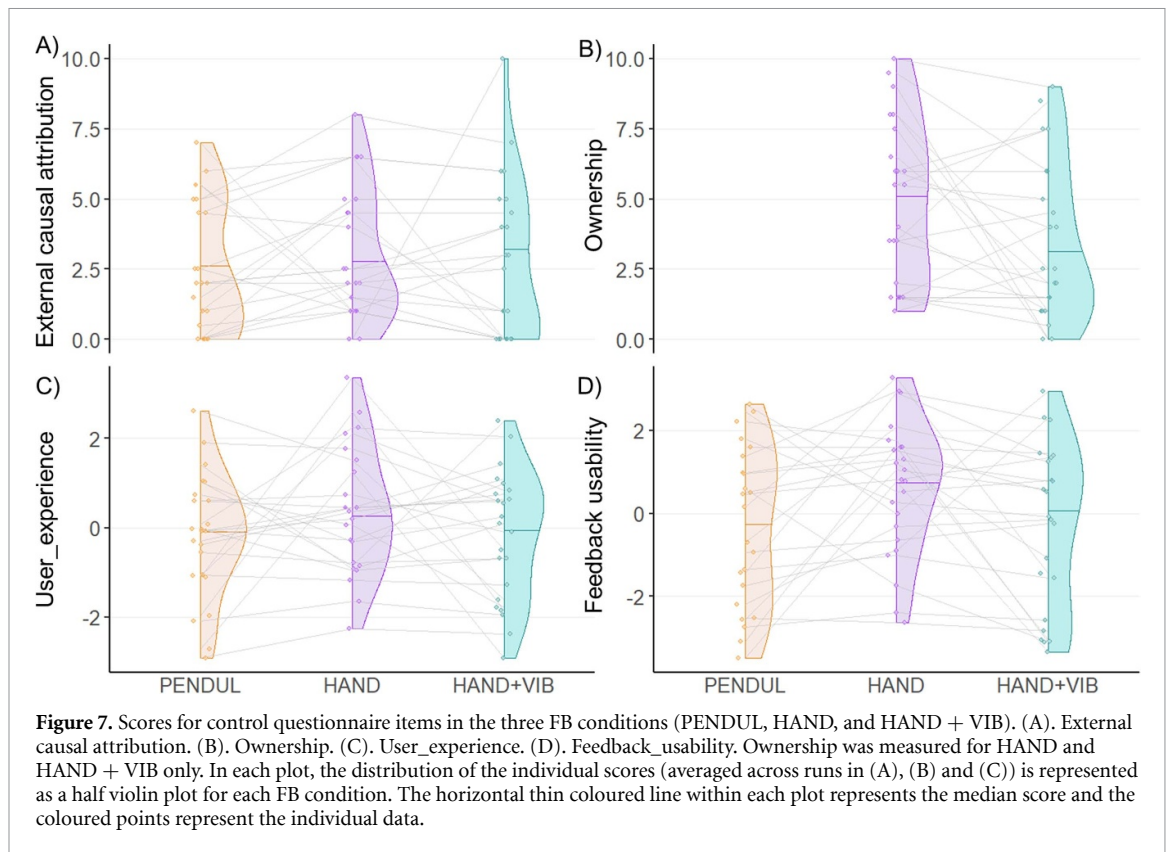 A)
10.0
7.5
5.0
2.5
0.0
External causal attribution
B)
10.0
7.5
5.0
2.5
0.0
Ownership
C)
2
0
-2
User_experience
PENDUL HAND HAND+VIB
D)
2
0
-2
Feedback usability
PENDUL HAND HAND+VIB
Figure 7. Scores for control questionnaire items in the three FB conditions (PENDUL, HAND, and HAND + VIB). (A). External
causal attribution. (B). Ownership. (C). User_experience. (D). Feedback_usability. Ownership was measured for HAND and
HAND + VIB only. In each plot, the distribution of the individual scores (averaged across runs in (A), (B) and (C)) is represented
as a half violin plot for each FB condition. The horizontal thin coloured line within each plot represents the median score and the
coloured points represent the individual data.